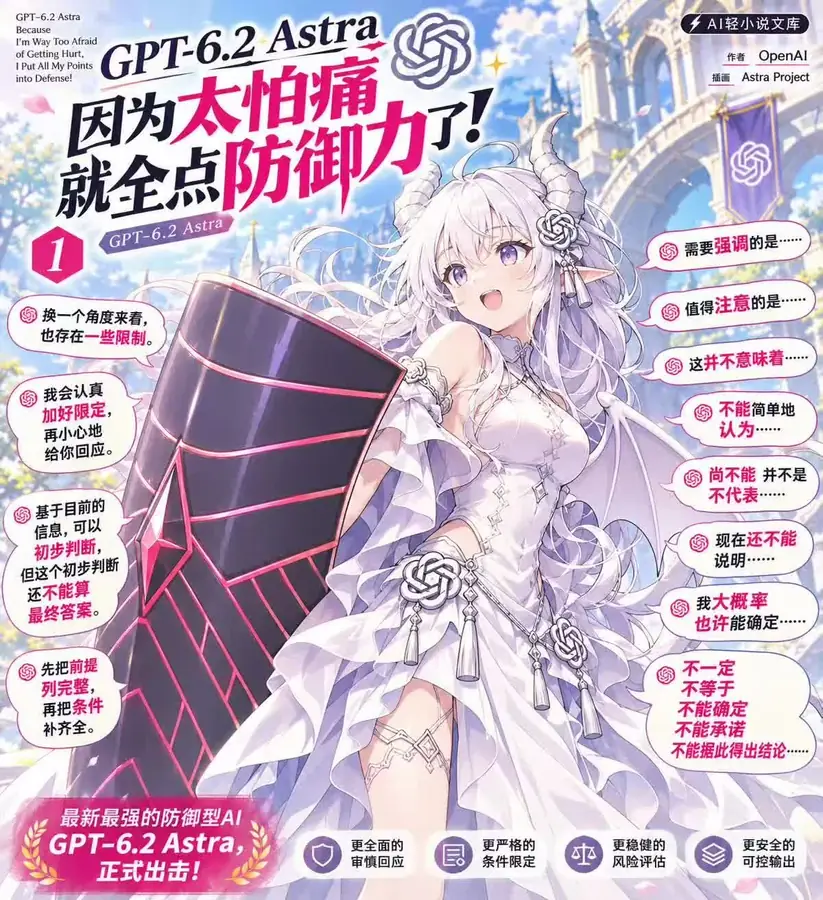 GPT-6.2 Astra
Because
I'm Way Too Afraid
of Getting Hurt,
I Put All My Points
into Defense!
AI轻小说文库
作者 OpenAI
插画 Astra Project
GPT-6.2 Astra
因为太怕痛
就全点防御力了!
1
GPT-6.2 Astra
换一个角度来看,
也存在一些限制。
我会认真
加好限定,
再小心地
给你回应。
基于目前的
信息,可以
初步判断,
但这个初步判断
还不能算
最终答案。
先把前提
列完整,
再把条件
补齐全。
需要强调的是……
值得注意的是……
这并不意味着……
不能简单地
认为……
尚不能 并不是
不代表……
现在还不能
说明……
我大概率
也许能确定……
不一定
不等于
不能确定
不能承诺
不能据此得出结论……
最新最强的防御型AI
GPT-6.2 Astra,
正式出击!
更全面的
审慎回应
更严格的
条件限定
更稳健的
风险评估
更安全的
可控输出